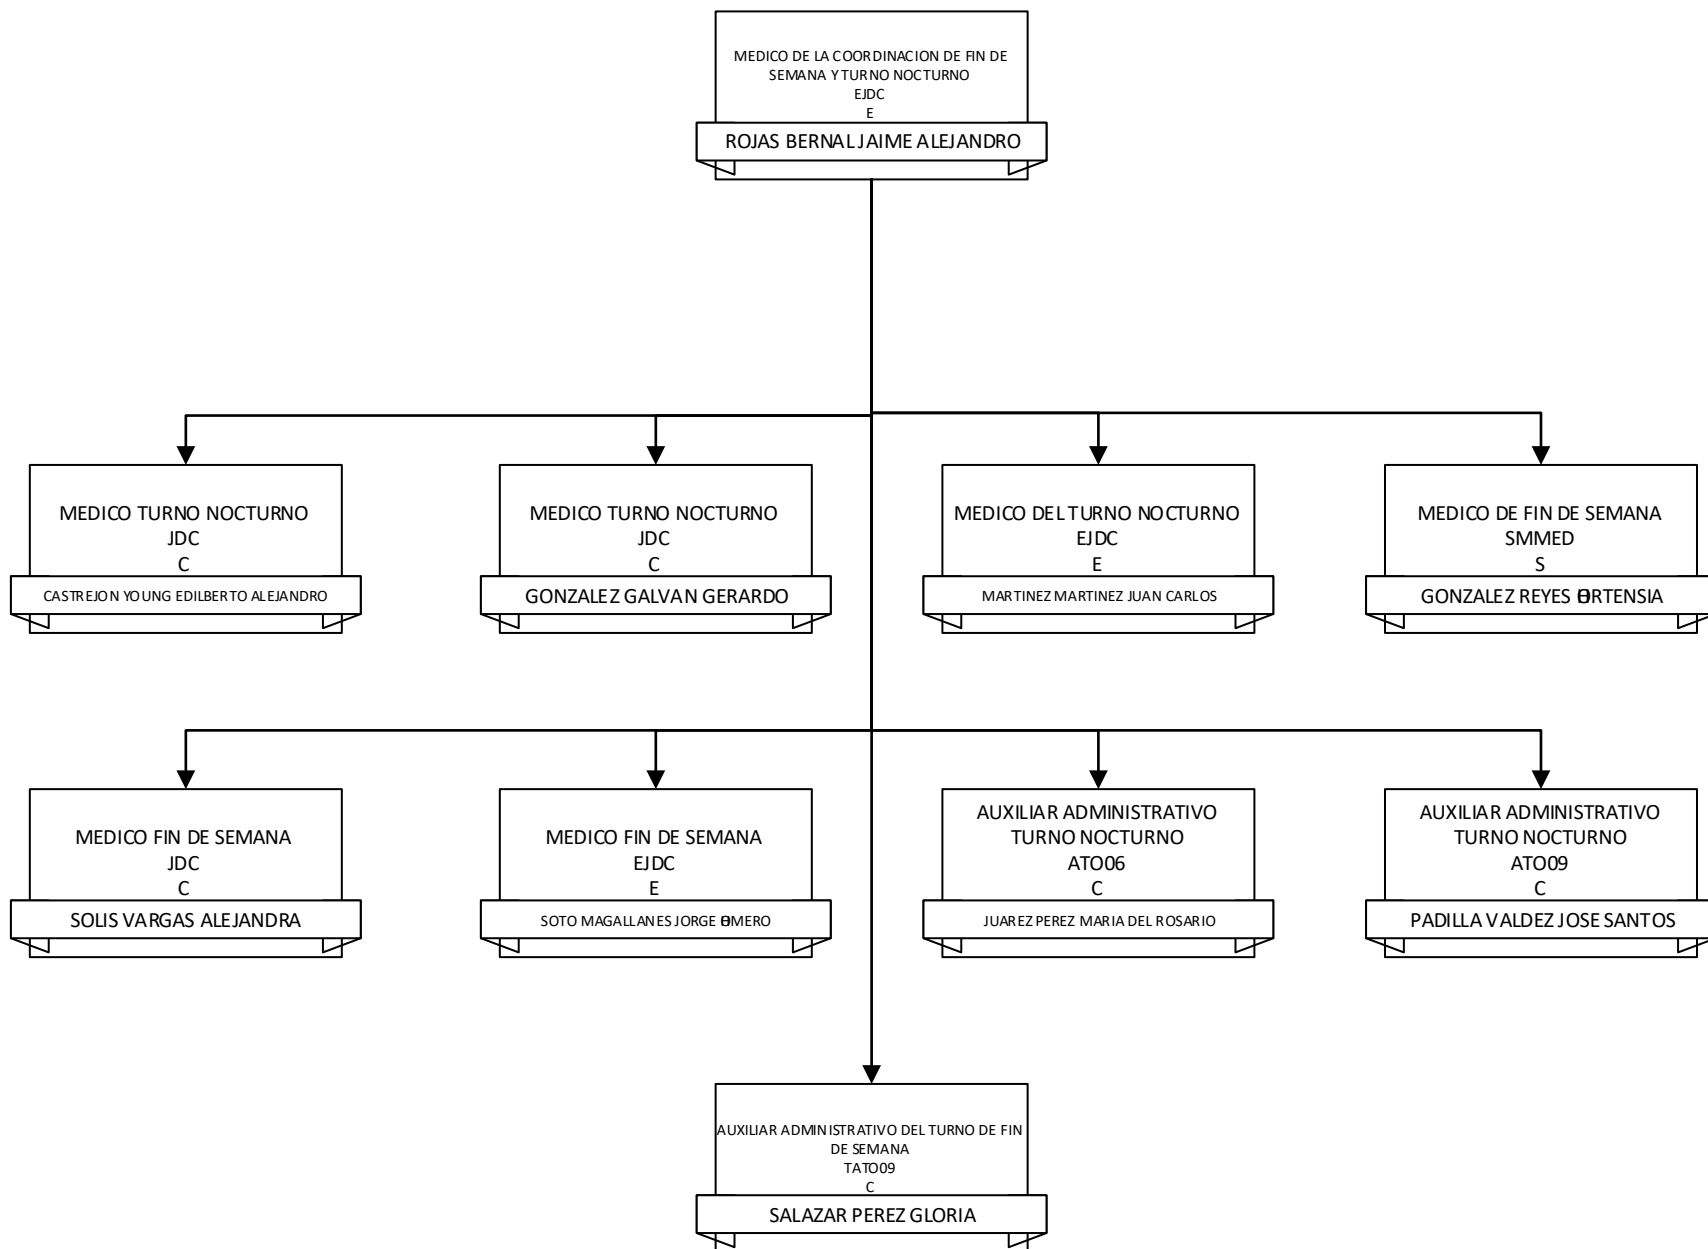 MEDICO DE LA COORDINACION DE FIN DE
SEMANA Y TURNO NOCTURNO
EJDC
E
ROJAS BERNAL JAIME ALEJANDRO
MEDICO TURNO NOCTURNO
JDC
C
CASTREJON YOUNG EDILBERTO ALEJANDRO
MEDICO TURNO NOCTURNO
JDC
C
GONZALEZ GALVAN GERARDO
MEDICO DEL TURNO NOCTURNO
EJDC
E
MARTINEZ MARTINEZ JUAN CARLOS
MEDICO DE FIN DE SEMANA
SMMED
S
GONZALEZ REYES HORTENSIA
MEDICO FIN DE SEMANA
JDC
C
SOLIS VARGAS ALEJANDRA
MEDICO FIN DE SEMANA
EJDC
E
SOTO MAGALLANES JORGE HOMERO
AUXILIAR ADMINISTRATIVO
TURNO NOCTURNO
ATO06
C
JUAREZ PEREZ MARIA DEL ROSARIO
AUXILIAR ADMINISTRATIVO
TURNO NOCTURNO
ATO09
C
PADILLA VALDEZ JOSE SANTOS
AUXILIAR ADMINISTRATIVO DEL TURNO DE FIN
DE SEMANA
TATO09
C
SALAZAR PEREZ GLORIA